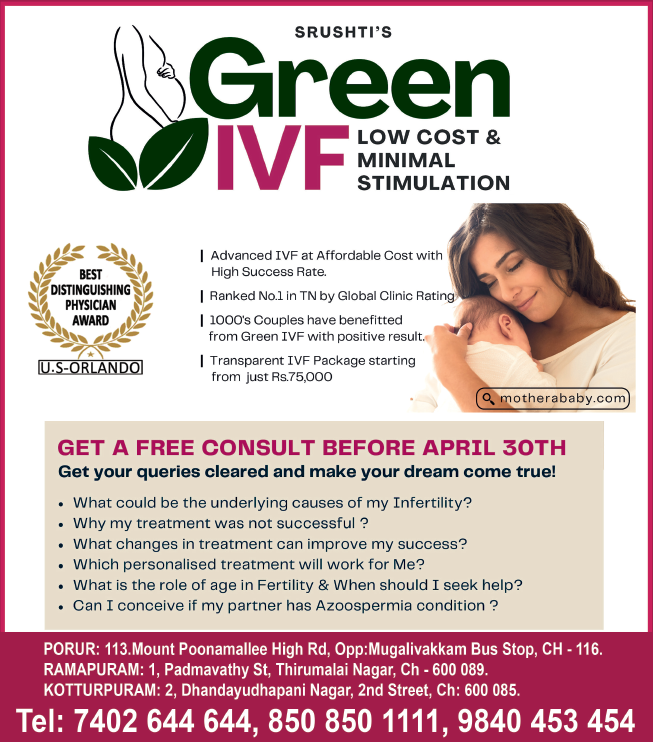 SRUSHTI'S
Green
IVF
LOW COST &
MINIMAL
STIMULATION
BEST
DISTINGUISHING
PHYSICIAN
AWARD
U.S-ORLANDO
Advanced IVF at Affordable Cost with
High Success Rate.
Ranked No.1 in TN by Global Clinic Rating
1000's Couples have benefitted
from Green IVF with positive result.
Transparent IVF Package starting
from just Rs.75,000
motherababy.com
GET A FREE CONSULT BEFORE APRIL 30TH
Get your queries cleared and make your dream come true!
• What could be the underlying causes of my Infertility?
• Why my treatment was not successful ?
• What changes in treatment can improve my success?
• Which personalised treatment will work for Me?
• What is the role of age in Fertility & When should I seek help?
• Can I conceive if my partner has Azoospermia condition ?
PORUR: 113.Mount Poonamallee High Rd, Opp:Mugalivakkam Bus Stop, CH - 116.
RAMAPURAM: 1, Padmavathy St, Thirumalai Nagar, Ch - 600 089.
KOTTURPURAM: 2, Dhandayudhapani Nagar, 2nd Street, Ch: 600 085.
Tel: 7402 644 644, 850 850 1111, 9840 453 454